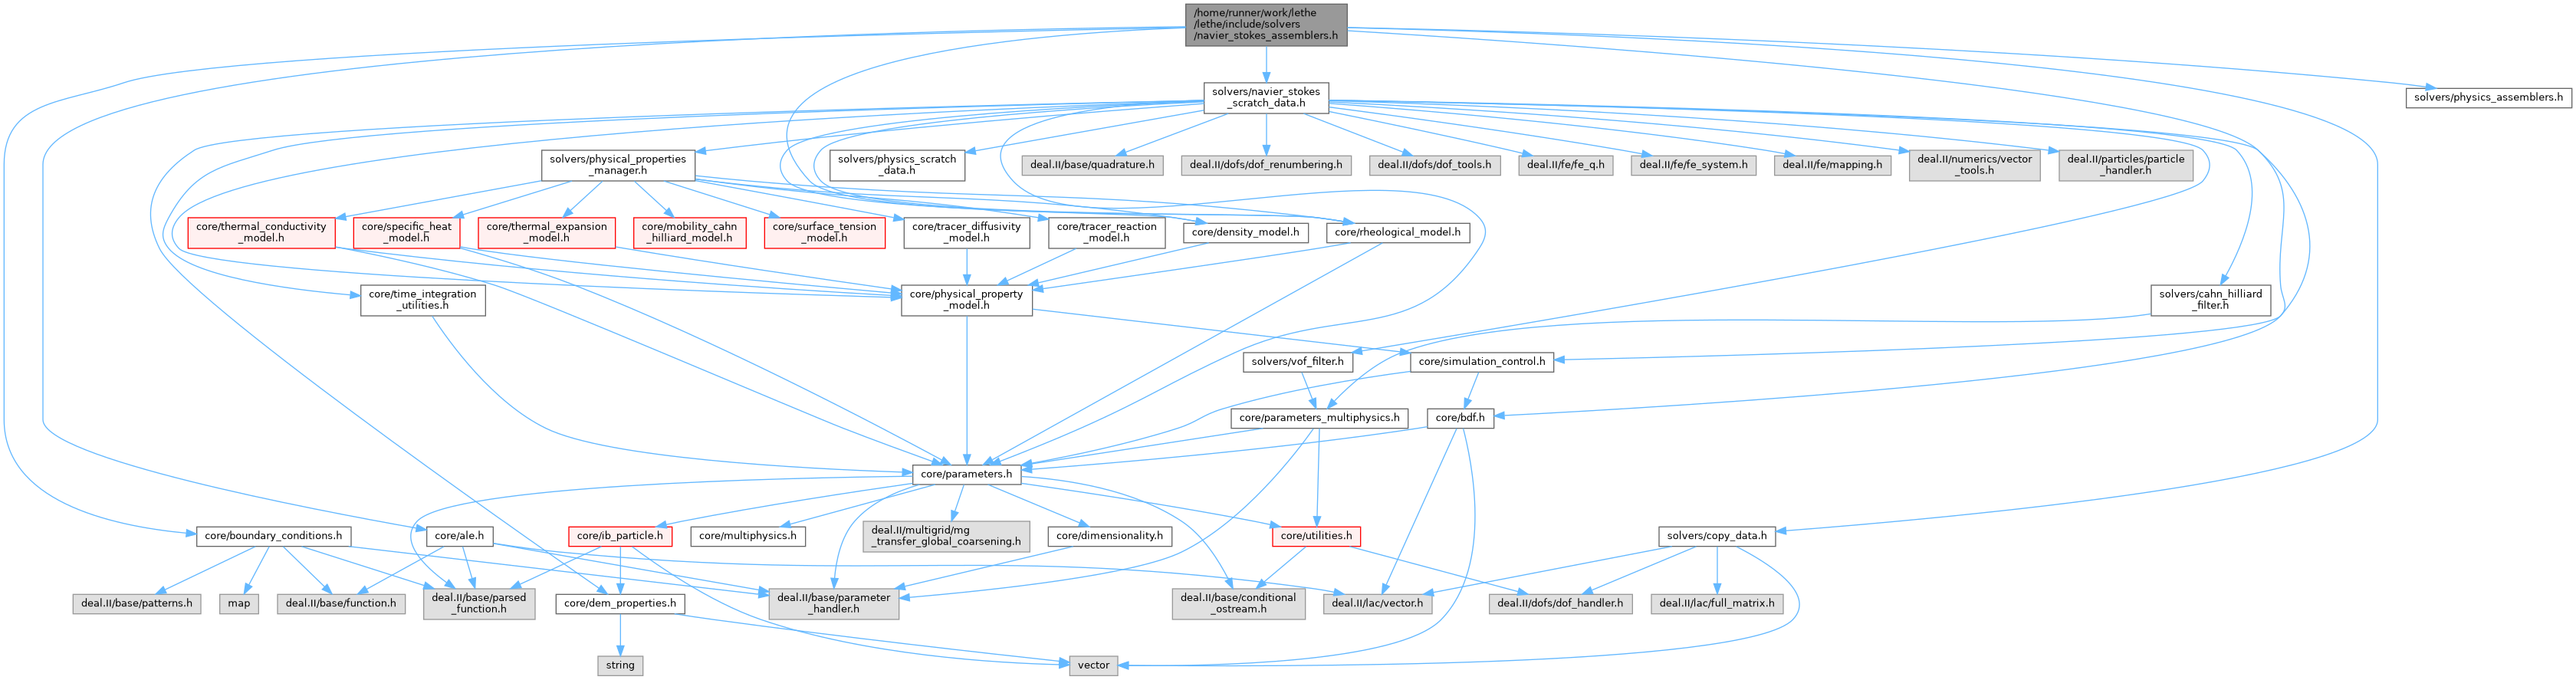 /home/runner/work/lethe
/lethe/include/solvers
/navier_stokes_assemblers.h
solvers/navier_stokes
_scratch_data.h
solvers/physics_assemblers.h
solvers/physical_properties
_manager.h
solvers/physics_scratch
_data.h
deal.II/base/quadrature.h
deal.II/dofs/dof_renumbering.h
deal.II/dofs/dof_tools.h
deal.II/fe/fe_q.h
deal.II/fe/fe_system.h
deal.II/fe/mapping.h
deal.II/numerics/vector
_tools.h
deal.II/particles/particle
_handler.h
core/thermal_conductivity
_model.h
core/specific_heat
_model.h
core/thermal_expansion
_model.h
core/mobility_cahn
_hilliard_model.h
core/surface_tension
_model.h
core/tracer_diffusivity
_model.h
core/tracer_reaction
_model.h
core/density_model.h
core/rheological_model.h
core/time_integration
_utilities.h
core/physical_property
_model.h
solvers/cahn_hilliard
_filter.h
solvers/vof_filter.h
core/simulation_control.h
core/parameters_multiphysics.h
core/bdf.h
core/parameters.h
core/boundary_conditions.h
core/ale.h
core/ib_particle.h
core/multiphysics.h
deal.II/multigrid/mg
_transfer_global_coarsening.h
core/dimensionality.h
core/utilities.h
solvers/copy_data.h
deal.II/base/patterns.h
map
deal.II/base/function.h
deal.II/base/parsed
_function.h
core/dem_properties.h
deal.II/base/parameter
_handler.h
deal.II/base/conditional
_ostream.h
deal.II/lac/vector.h
deal.II/dofs/dof_handler.h
deal.II/lac/full_matrix.h
string
vector